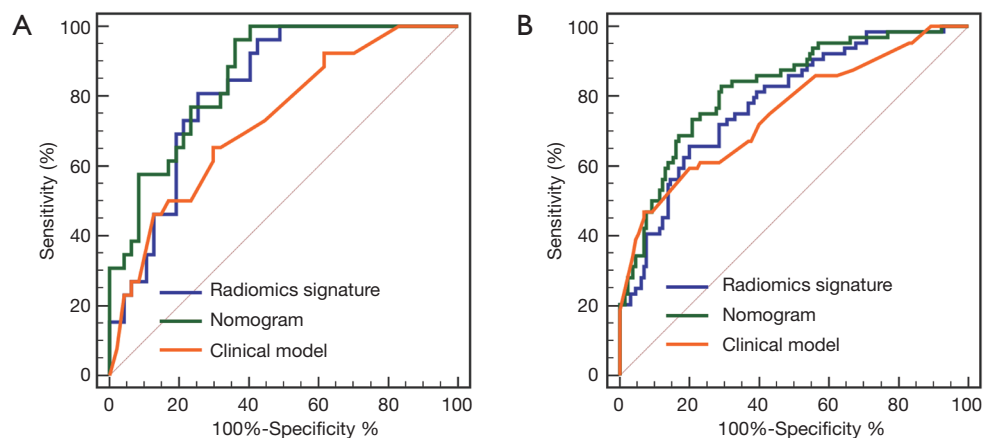 A
Sensitivity (%)
100
80
60
40
20
0
Radiomics signature
Nomogram
Clinical model
0 20 40 60 80 100
100%-Specificity %
B
Sensitivity (%)
100
80
60
40
20
0
Radiomics signature
Nomogram
Clinical model
0 20 40 60 80 100
100%-Specificity %